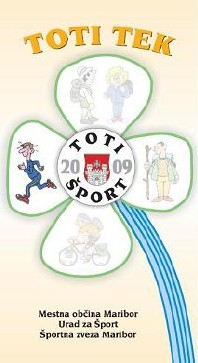 TOTI TEK
TOTI
20 09
ŠPORT
Mestna občina Maribor
Urad za Šport
Športna zveza Maribor